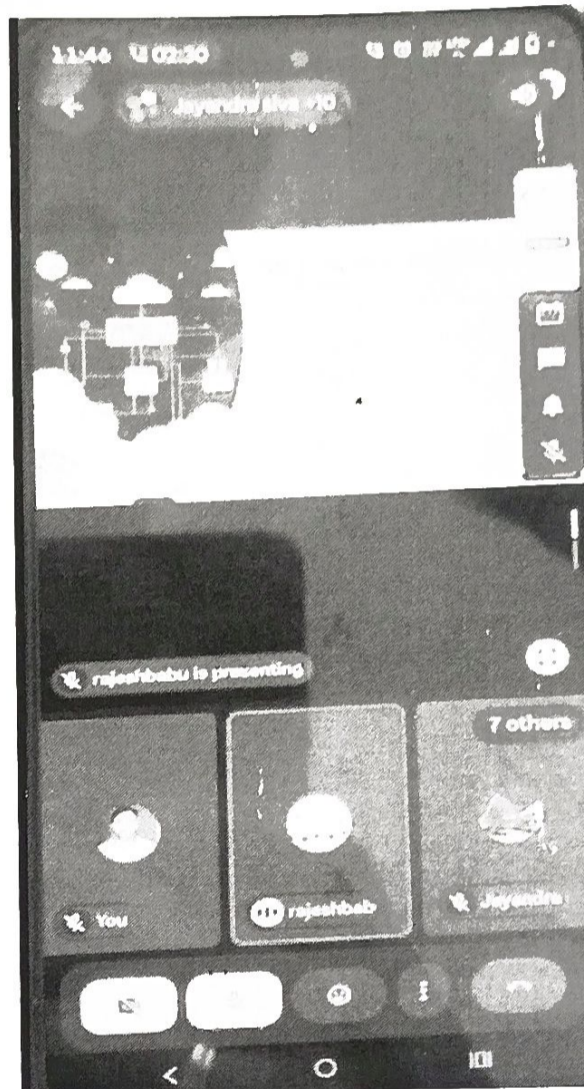 11:46 02:30
Jayendra siva +10
rajeshbabu is presenting
7 others
You
rajeshbab
Jayendra